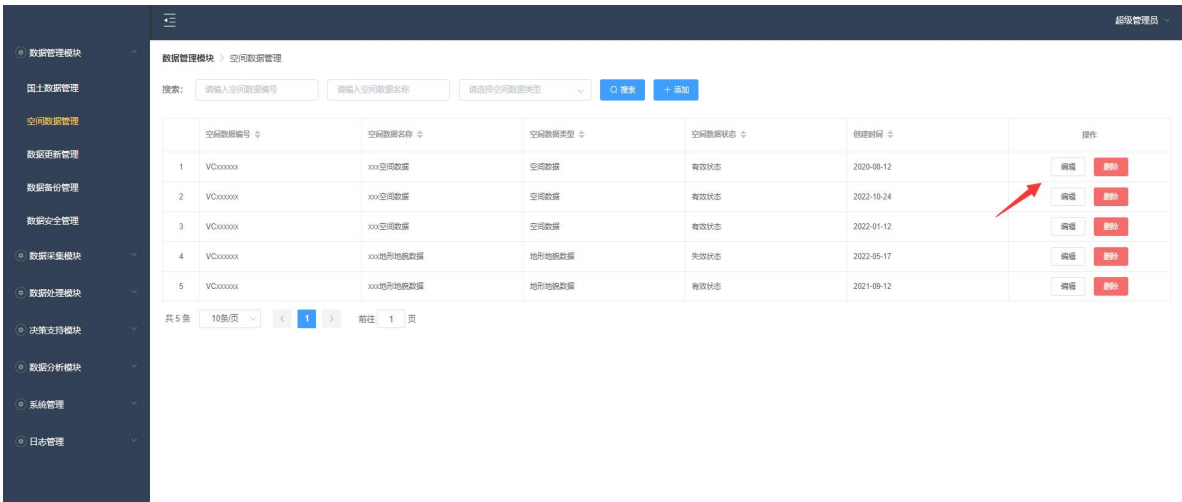 超级管理员
数据管理模块
国土数据管理
空间数据管理
数据更新管理
数据备份管理
数据安全管理
数据采集模块
数据处理模块
决策支持模块
数据分析模块
系统管理
日志管理
数据管理模块 > 空间数据管理
搜索： 请输入空间数据编号 请输入空间数据名称 请选择空间数据类型 搜索 + 添加
空间数据编号 空间数据名称 空间数据类型 空间数据状态 创建时间 操作
1 VCxxxxxx xxx空间数据 空间数据 有效状态 2020-08-12 编辑 删除
2 VCxxxxxx xxx空间数据 空间数据 有效状态 2022-10-24 编辑 删除
3 VCxxxxxx xxx空间数据 空间数据 有效状态 2022-01-12 编辑 删除
4 VCxxxxxx xxx地形地貌数据 地形地貌数据 失效状态 2022-05-17 编辑 删除
5 VCxxxxxx xxx地形地貌数据 地形地貌数据 有效状态 2021-09-12 编辑 删除
共 5 条 10条/页 < 1 > 前往 1 页